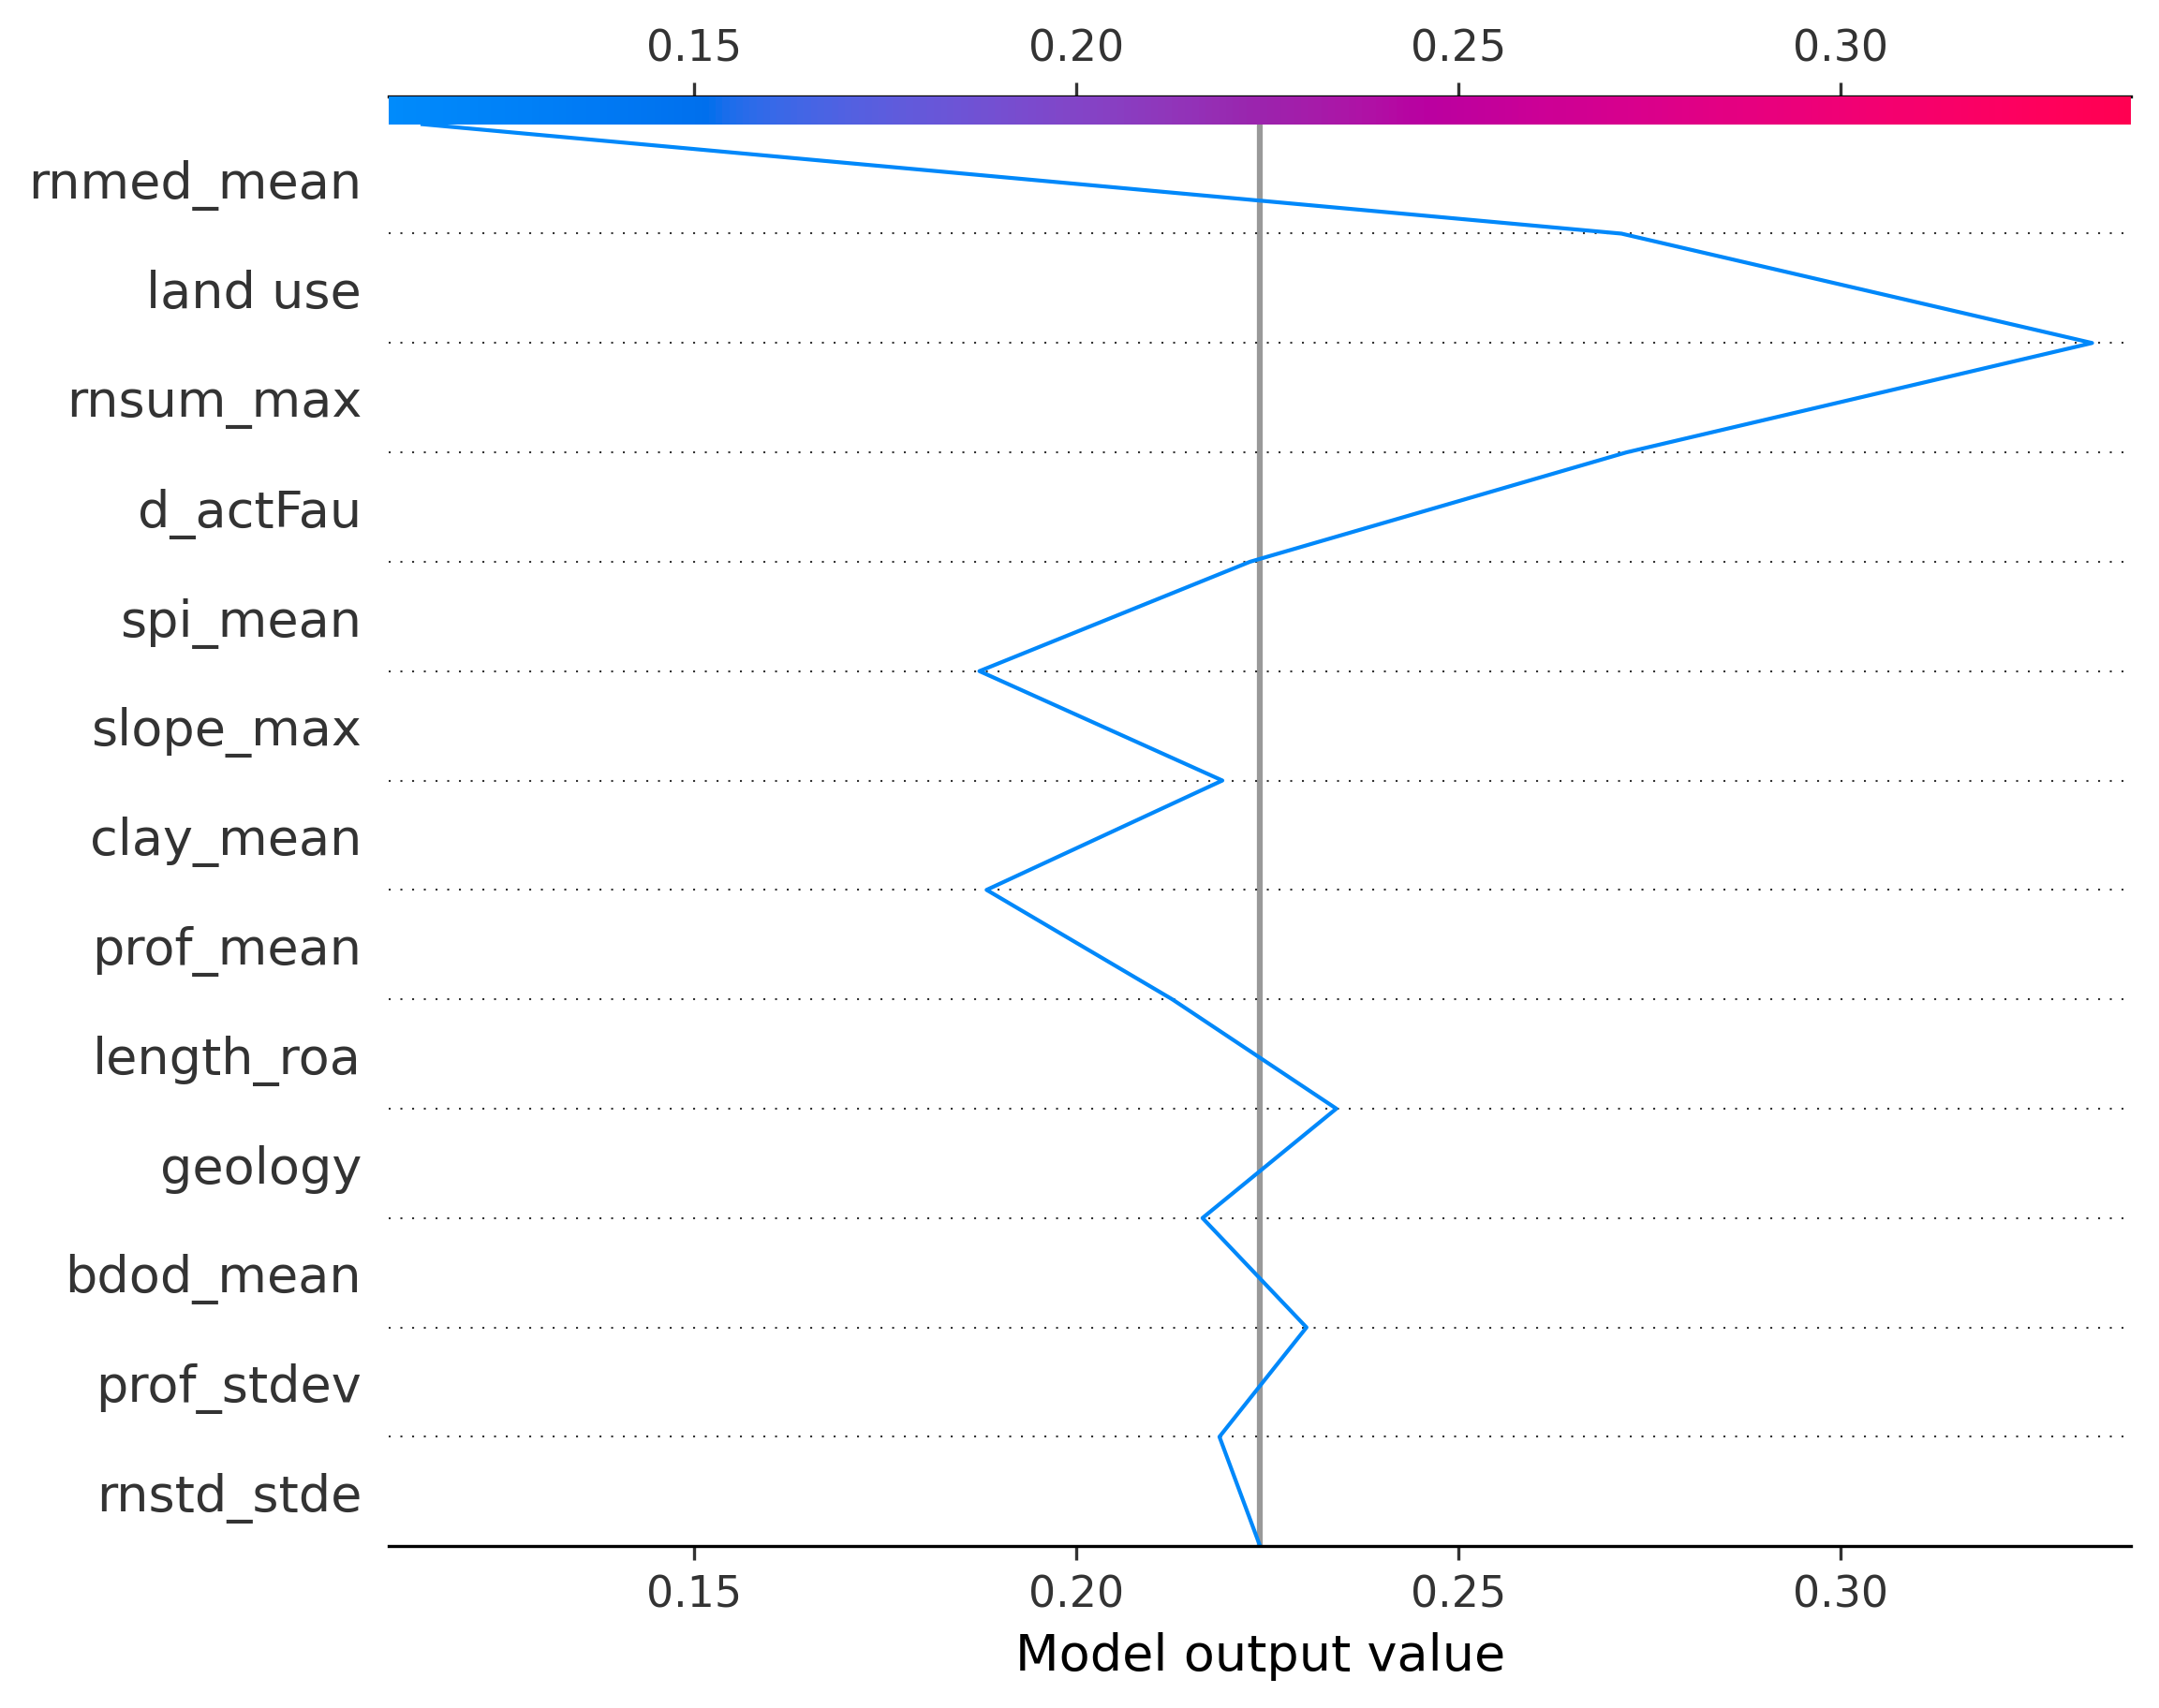 0.15 0.20 0.25 0.30
rnmed_mean
land use
rnsum_max
d_actFau
spi_mean
slope_max
clay_mean
prof_mean
length_roa
geology
bdod_mean
prof_stdev
rnstd_stde
0.15 0.20 0.25 0.30
Model output value